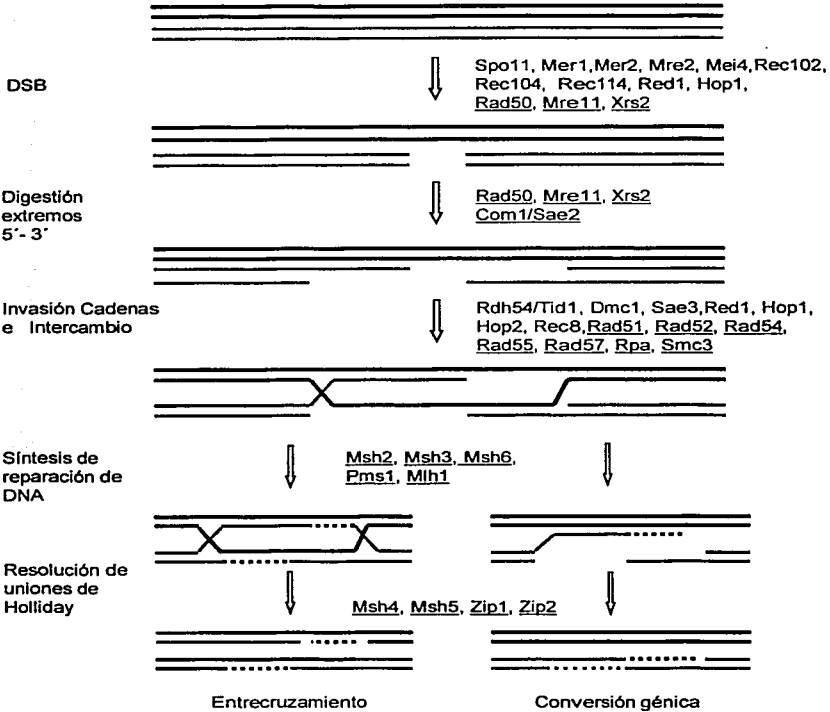 DSB
Spo11, Mer1,Mer2, Mre2, Mei4,Rec102,
Rec104, Rec114, Red1, Hop1,
Rad50, Mre11, Xrs2
Digestión
extremos
5´- 3´
Rad50, Mre11, Xrs2
Com1/Sae2
Invasión Cadenas
e Intercambio
Rdh54/Tid1, Dmc1, Sae3,Red1, Hop1,
Hop2, Rec8,Rad51, Rad52, Rad54,
Rad55, Rad57, Rpa, Smc3
Síntesis de
reparación de
DNA
Msh2, Msh3, Msh6,
Pms1, Mlh1
Resolución de
uniones de
Holliday
Msh4, Msh5, Zip1, Zip2
Entrecruzamiento
Conversión génica